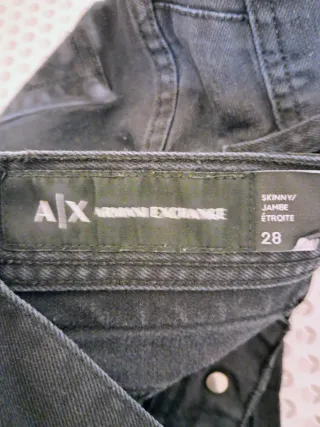 A|X ARMANI EXCHANGE
SKINNY/
JAMBE
ÉTROITE
28